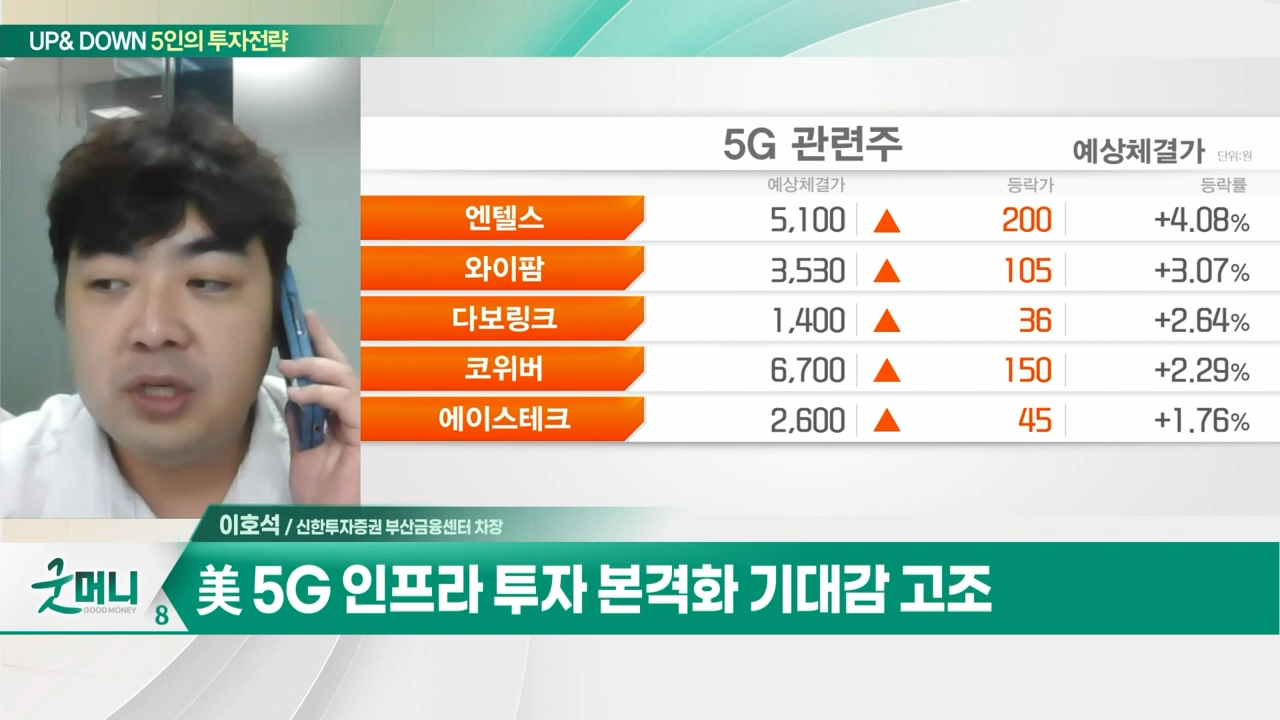 UP& DOWN 5인의 투자전략
5G 관련주
예상체결가 단위:원
예상체결가 등락가 등락률
엔텔스 5,100 ▲ 200 +4.08%
와이팜 3,530 ▲ 105 +3.07%
다보링크 1,400 ▲ 36 +2.64%
코위버 6,700 ▲ 150 +2.29%
에이스테크 2,600 ▲ 45 +1.76%
이호석 / 신한투자증권 부산금융센터 차장
굿머니
GOOD MONEY
8
美 5G 인프라 투자 본격화 기대감 고조